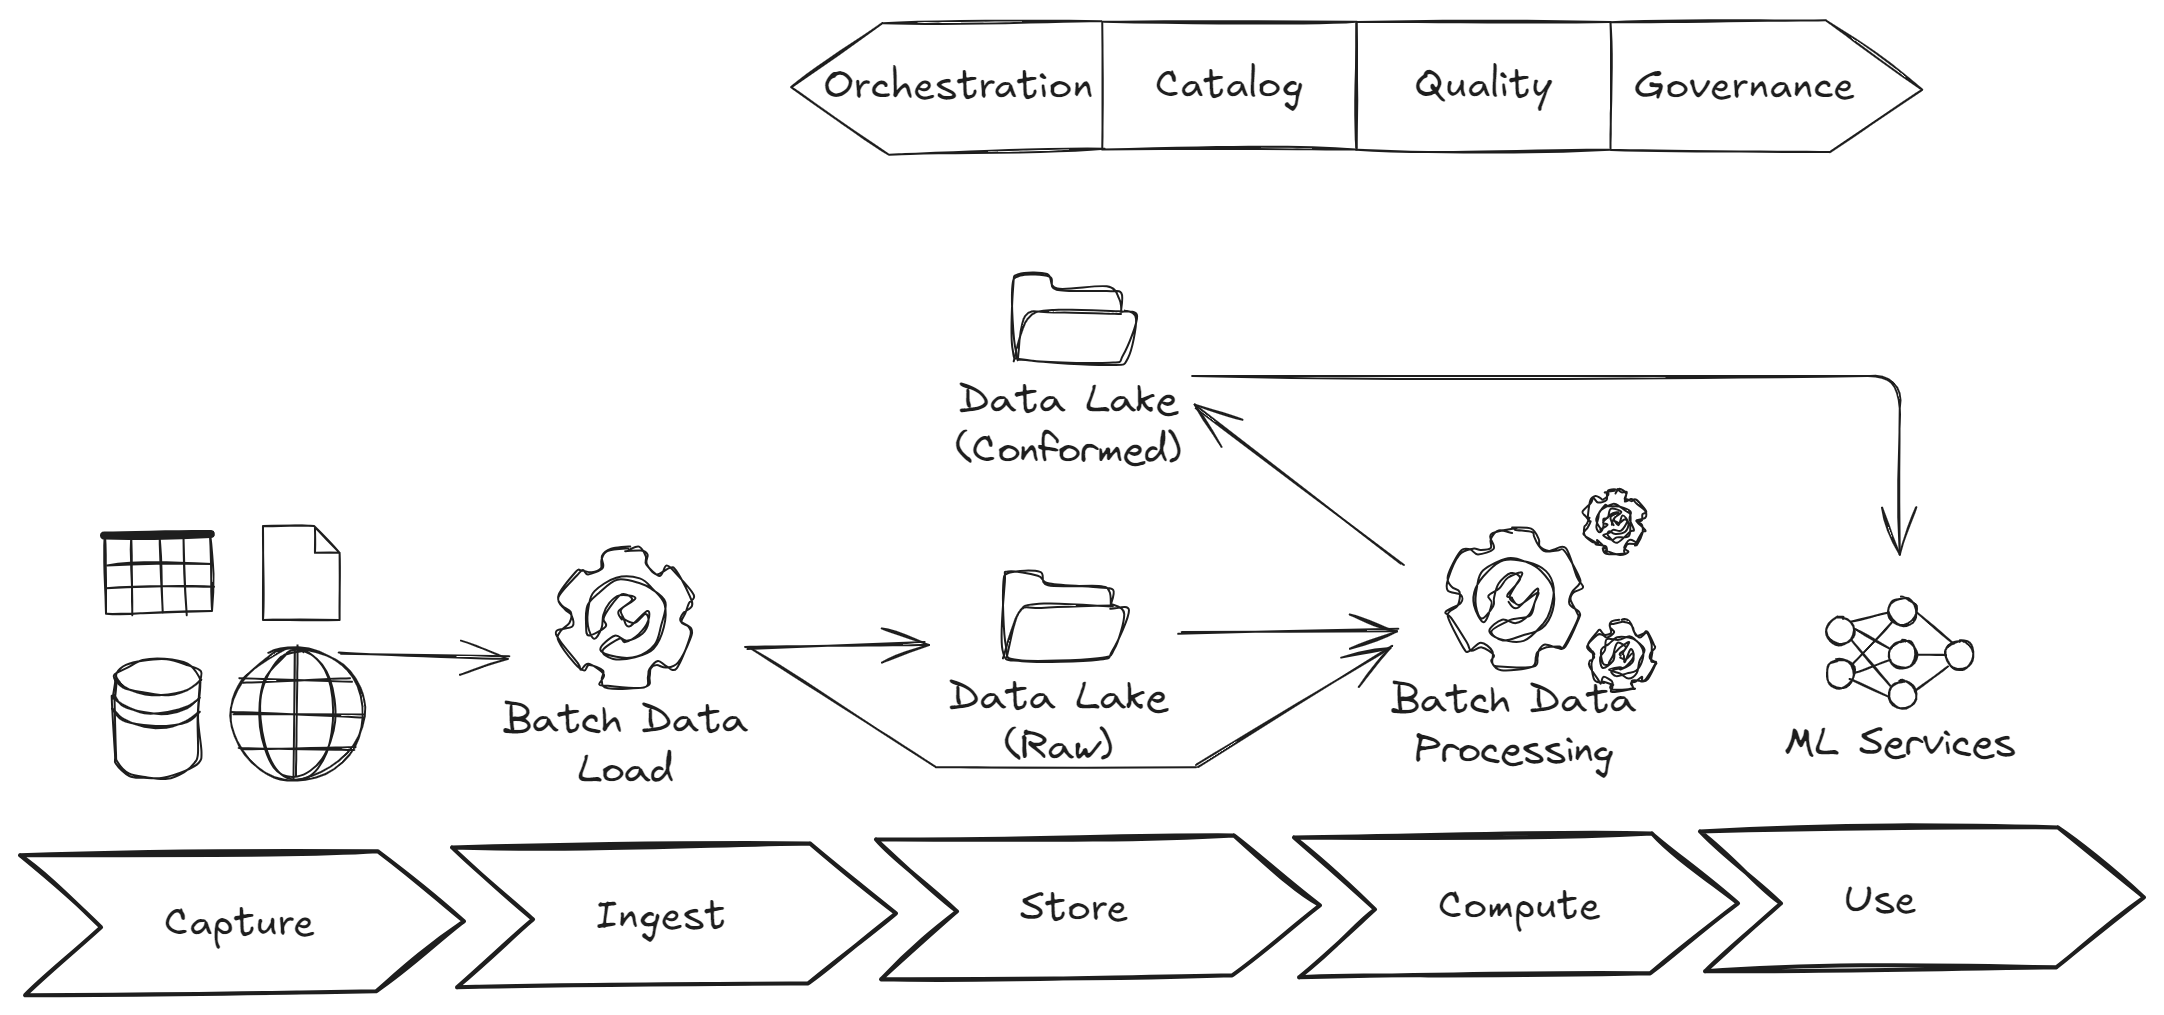 Orchestration
Catalog
Quality
Governance
Data Lake
(Conformed)
Batch Data
Load
Data Lake
(Raw)
Batch Data
Processing
ML Services
Capture
Ingest
Store
Compute
Use